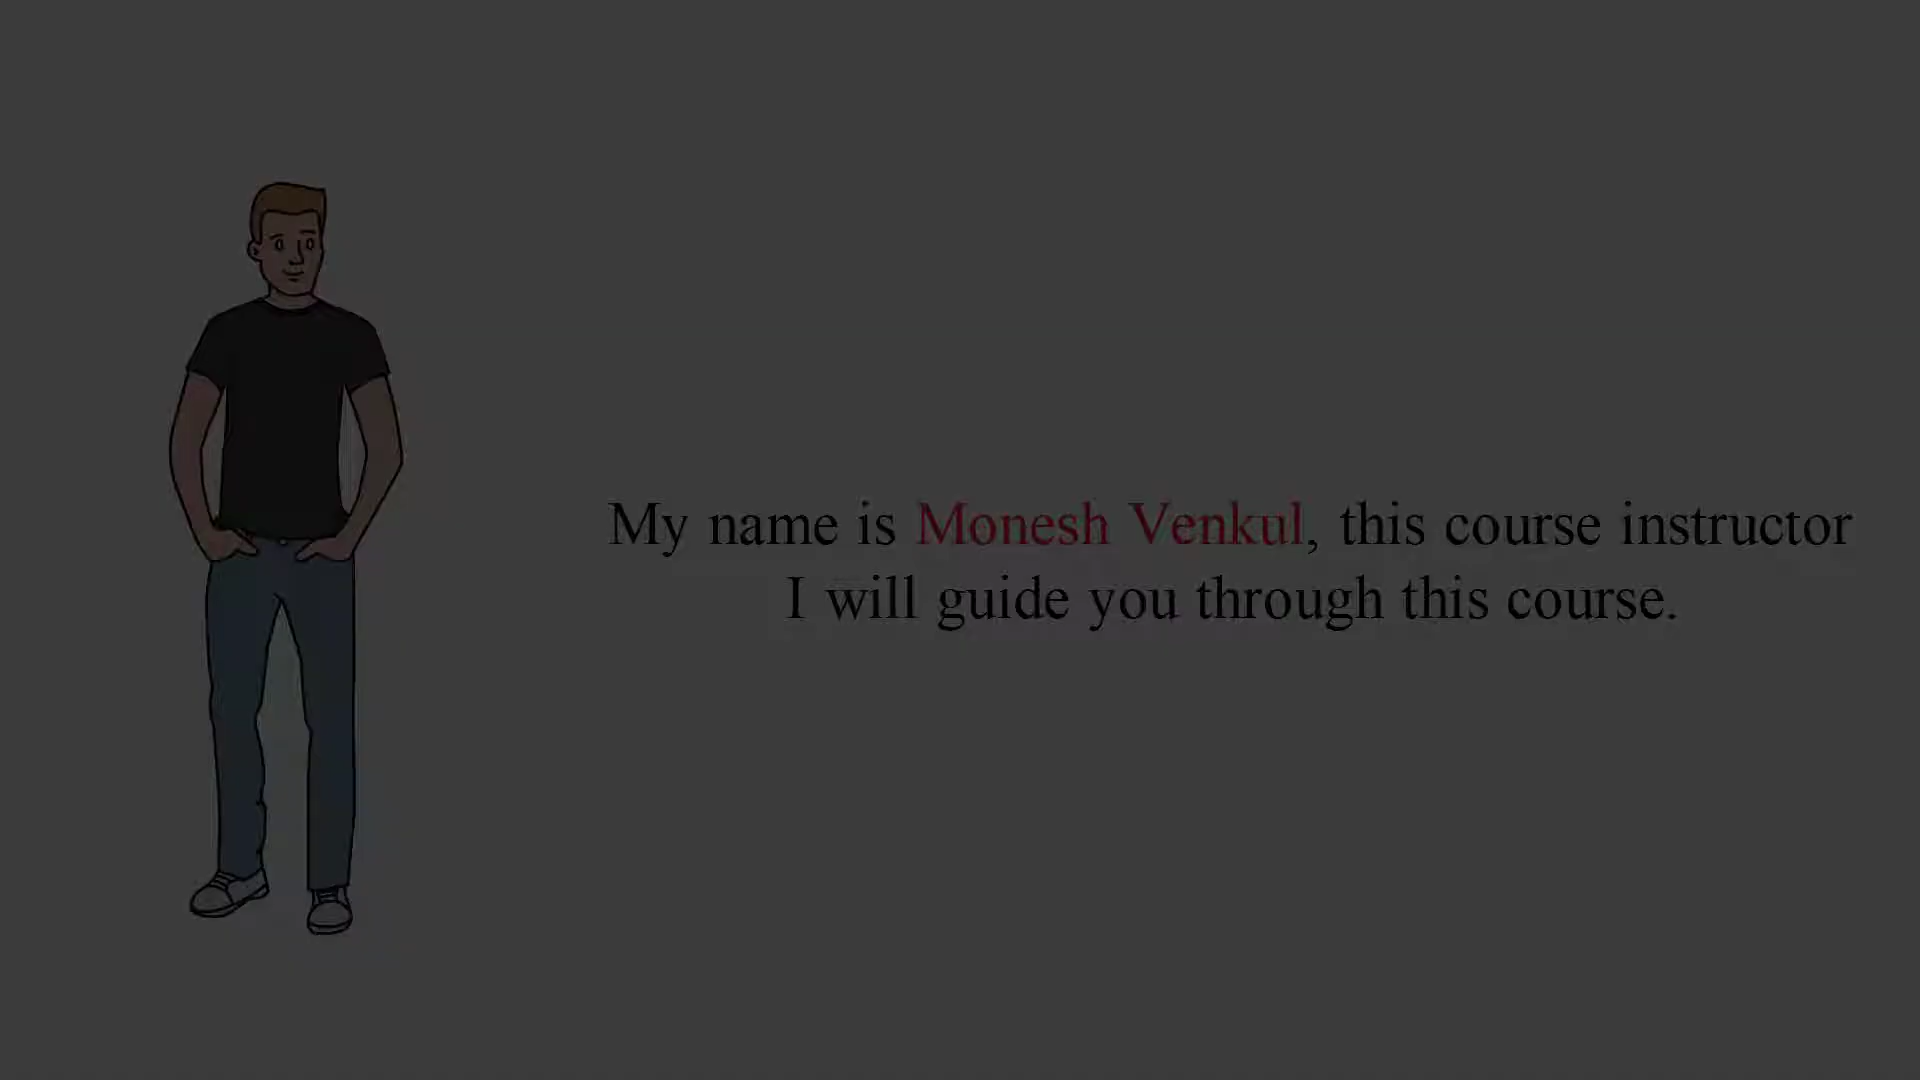 My name is Monesh Venkul, this course instructor
I will guide you through this course.